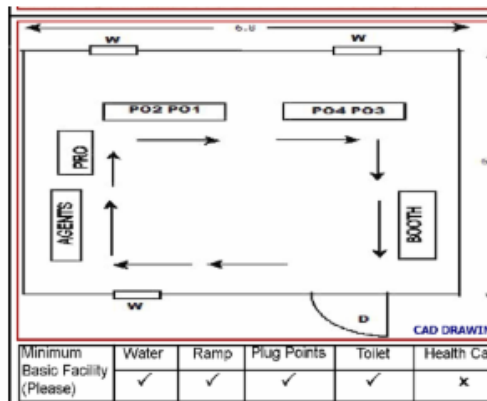 6.0
W W
PO2 PO1 PO4 PO3
PRO
AGENTS
BOOTH
W
D
CAD DRAWIN
Minimum Basic Facility (Please) Water Ramp Plug Points Toilet Health Ca
✓ ✓ ✓ ✓ x